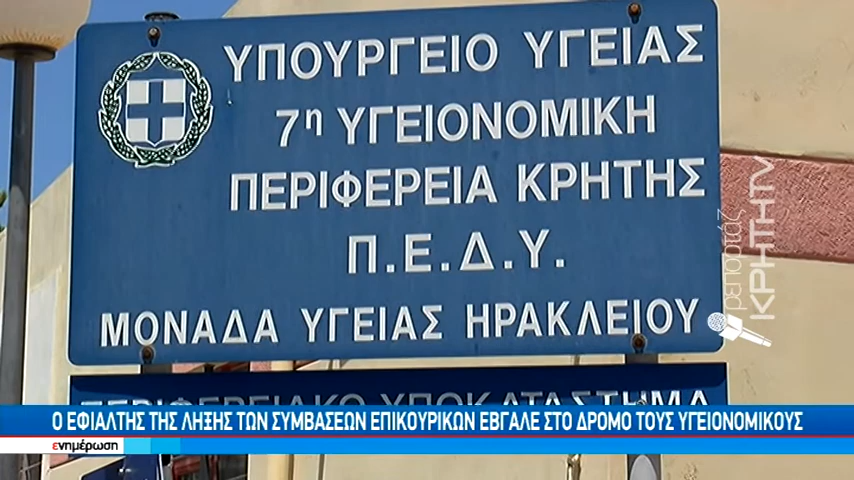 ΥΠΟΥΡΓΕΙΟ ΥΓΕΙΑΣ
7η ΥΓΕΙΟΝΟΜΙΚΗ
ΠΕΡΙΦΕΡΕΙΑ ΚΡΗΤΗΣ
Π.Ε.Δ.Υ.
ΜΟΝΑΔΑ ΥΓΕΙΑΣ ΗΡΑΚΛΕΙΟΥ
ρεπορτάζ
ΚΡΗΤΗTV
ΠΕΡΙΦΕΡΕΙΑΚΟ ΥΠΟΚΑΤΑΣΤΗΜΑ
Ο ΕΦΙΑΛΤΗΣ ΤΗΣ ΛΗΞΗΣ ΤΩΝ ΣΥΜΒΑΣΕΩΝ ΕΠΙΚΟΥΡΙΚΩΝ ΕΒΓΑΛΕ ΣΤΟ ΔΡΟΜΟ ΤΟΥΣ ΥΓΕΙΟΝΟΜΙΚΟΥΣ
ενημέρωση